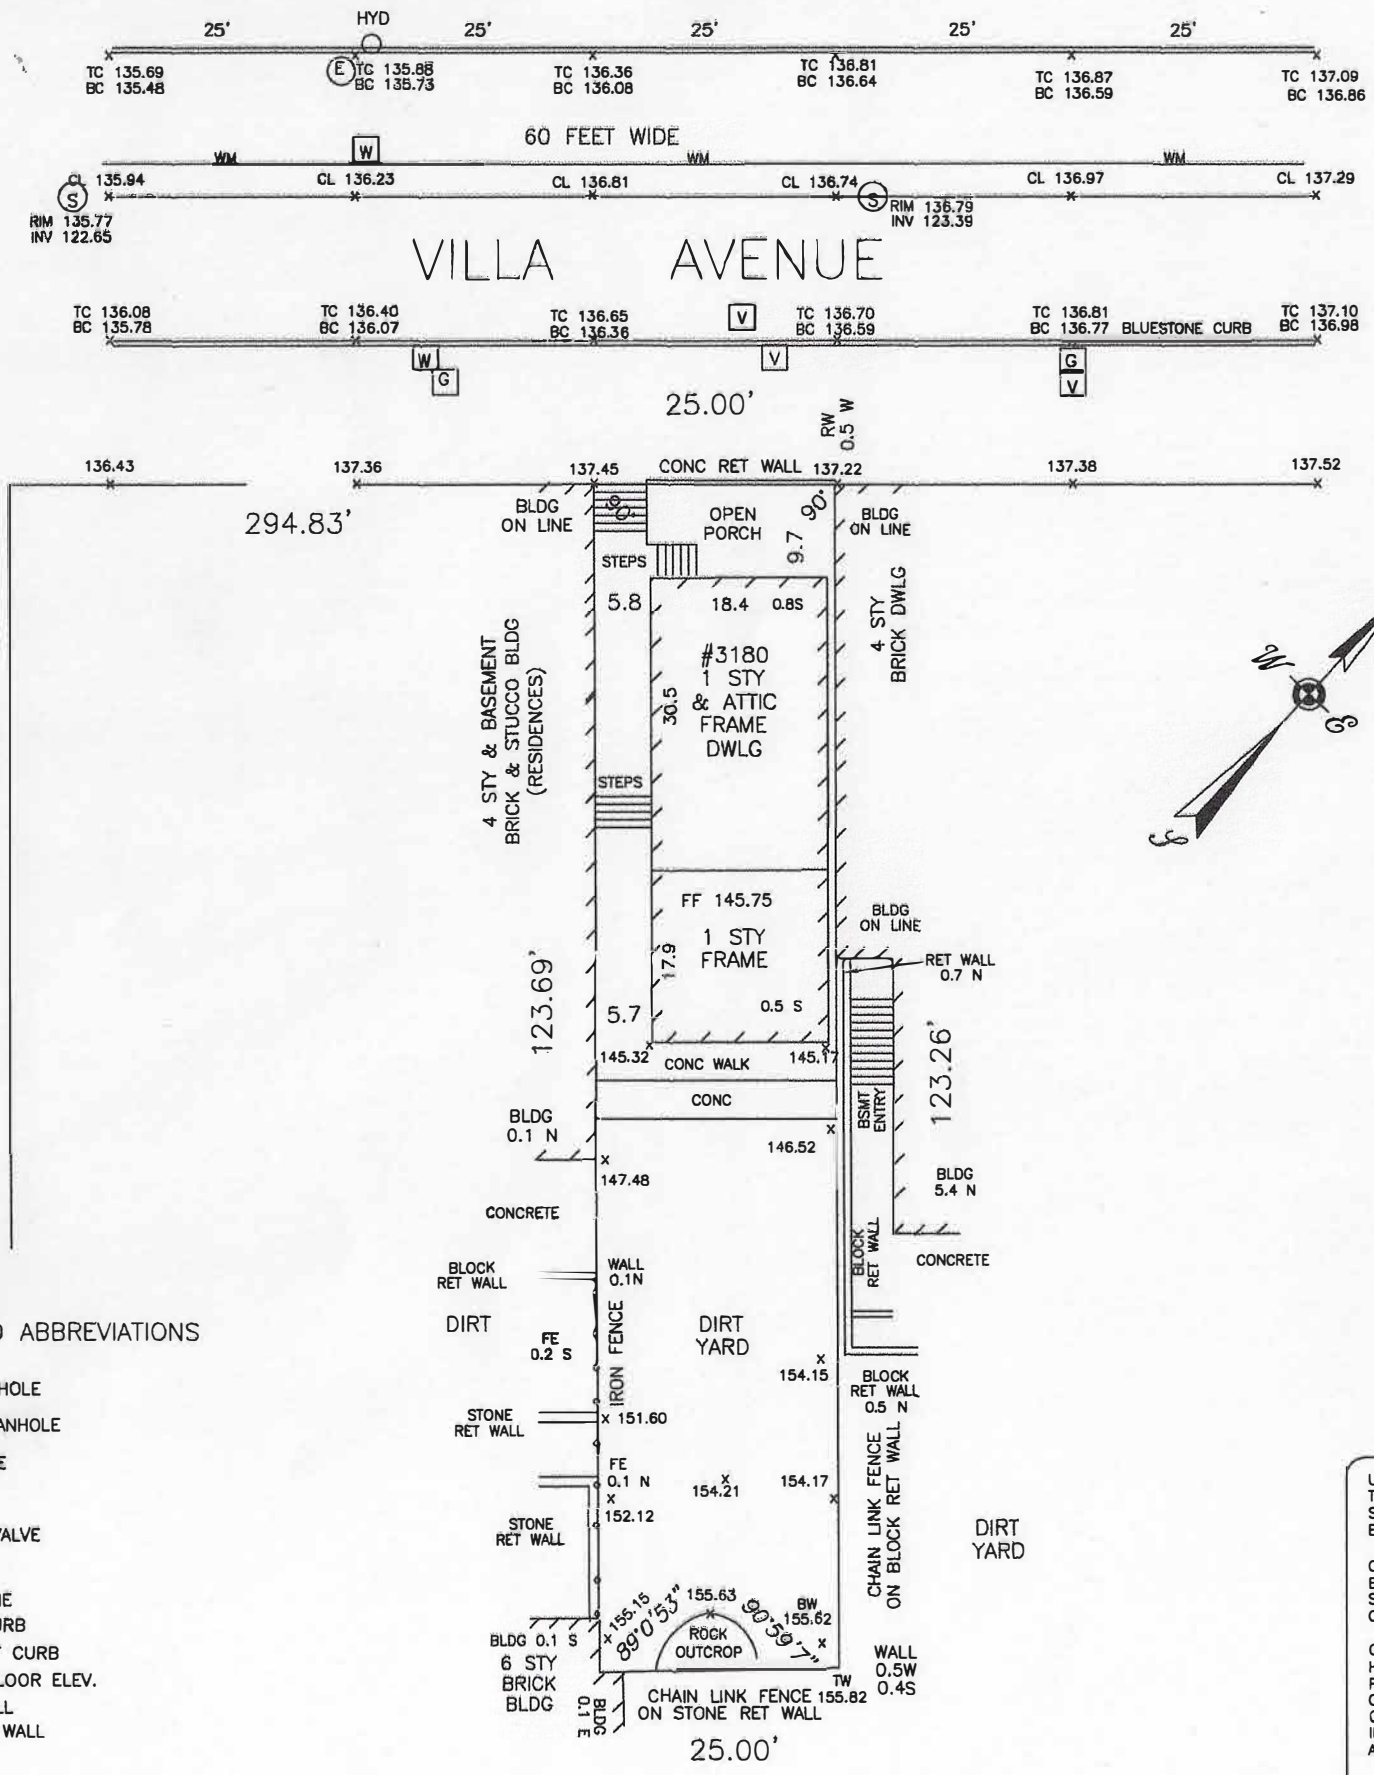 HYD
25' 25' 25' 25' 25'
TC 135.69
BC 135.48
E
TC 135.88
BC 135.73
TC 136.36
BC 136.08
TC 136.81
BC 136.64
TC 136.87
BC 136.59
TC 137.09
BC 136.86
60 FEET WIDE
WM W WM WM
CL 135.94 CL 136.23 CL 136.81 CL 136.74 CL 136.97 CL 137.29
S
RIM 135.77
INV 122.65
S
RIM 136.79
INV 123.39
VILLA AVENUE
TC 136.08
BC 135.78
TC 136.40
BC 136.07
TC 136.65
BC 136.36
V
TC 136.70
BC 136.59
TC 136.81
BC 136.77
BLUESTONE CURB
TC 137.10
BC 136.98
W
G
V
G
V
25.00'
RW
0.5 W
136.43 137.36 137.45 CONC RET WALL 137.22 137.38 137.52
294.83'
BLDG
ON LINE
90°
OPEN
PORCH
90°
9.7
BLDG
ON LINE
STEPS
5.8
18.4 0.8S
4 STY
BRICK DWLG
4 STY & BASEMENT
BRICK & STUCCO BLDG
(RESIDENCES)
#3180
1 STY
& ATTIC
FRAME
DWLG
30.5
W
E
S
STEPS
FF 145.75
1 STY
FRAME
17.9
BLDG
ON LINE
RET WALL
0.7 N
123.69'
5.7
0.5 S
123.26'
145.32
CONC WALK
145.17
CONC
BSMT
ENTRY
BLDG
0.1 N
146.52
147.48
BLDG
5.4 N
CONCRETE
BLOCK
RET WALL
CONCRETE
BLOCK
RET WALL
WALL
0.1N
DIRT
FE
0.2 S
IRON FENCE
DIRT
YARD
154.15
BLOCK
RET WALL
0.5 N
STONE
RET WALL
151.60
FE
0.1 N
154.21
154.17
152.12
STONE
RET WALL
CHAIN LINK FENCE
ON BLOCK RET WALL
DIRT
YARD
155.15
89°0'53"
155.63
90°59'7"
BW
155.62
ROCK
OUTCROP
BLDG 0.1 S
6 STY
BRICK
BLDG
BLDG
0.1 E
CHAIN LINK FENCE
ON STONE RET WALL
TW
155.82
WALL
0.5W
0.4S
25.00'
ABBREVIATIONS
HOLE
ANHOLE
E
VALVE
NE
URB
CURB
LOOR ELEV.
LL
WALL